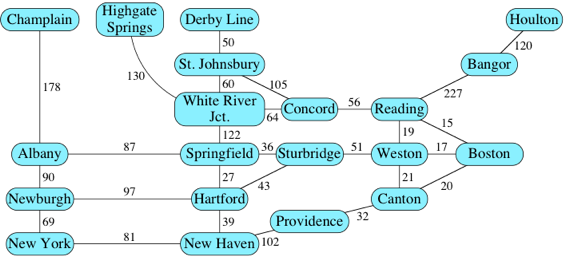 Champlain
Highgate
Springs
Derby Line
Houlton
50
120
St. Johnsbury
Bangor
178
130
60
105
227
White River
Jct.
64
Concord
56
Reading
122
19
15
Albany
87
Springfield
36
Sturbridge
51
Weston
17
Boston
90
27
43
21
20
Newburgh
97
Hartford
Canton
69
39
Providence
32
New York
81
New Haven
102